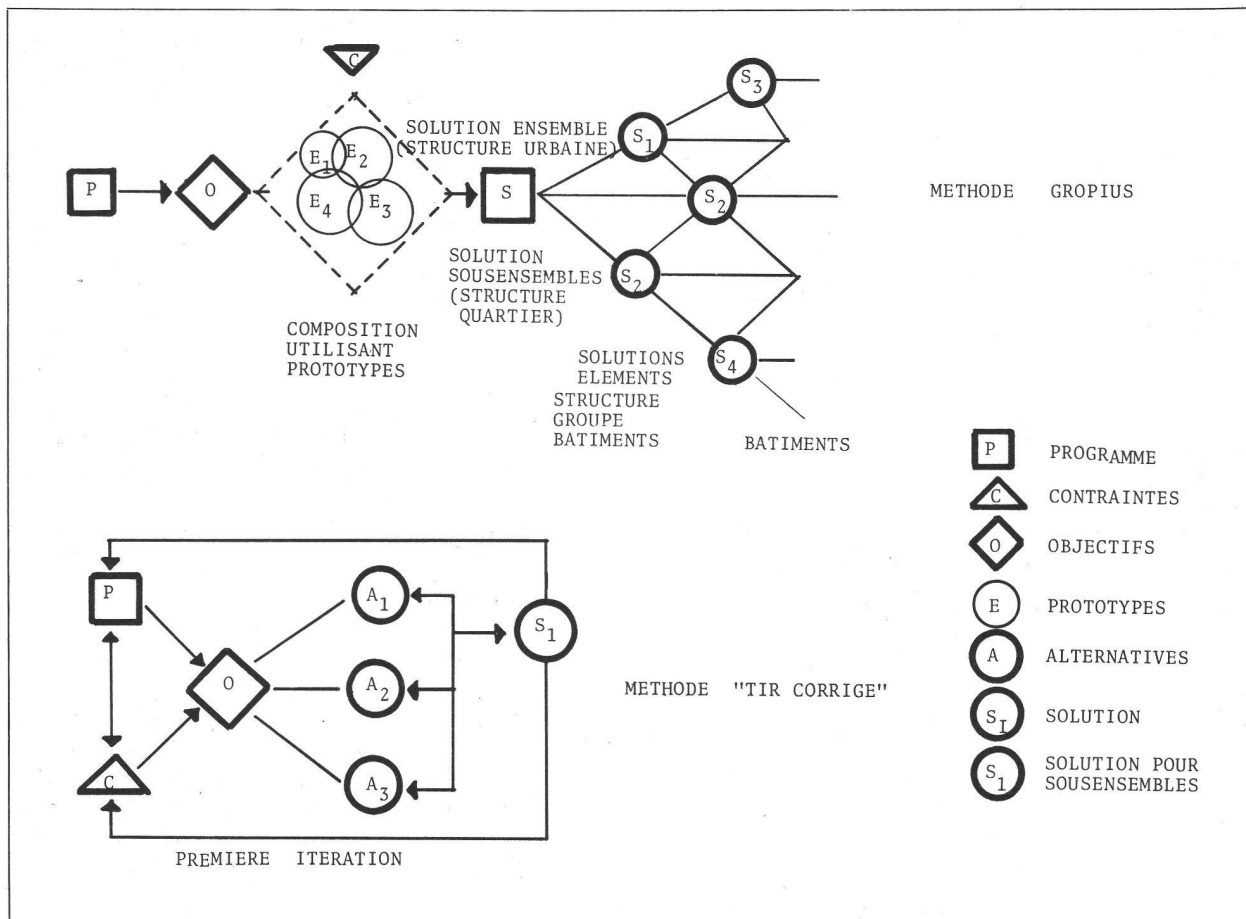 C
S3
SOLUTION ENSEMBLE
(STRUCTURE URBAINE)
S1
E1
E2
P
O
S
S2
METHODE GROPIUS
E4
E3
SOLUTION
SOUSENSEMBLES
(STRUCTURE
QUARTIER)
S2
COMPOSITION
UTILISANT
PROTOTYPES
SOLUTIONS
ELEMENTS
STRUCTURE
GROUPE
BATIMENTS
S4
BATIMENTS
P PROGRAMME
C CONTRAINTES
O OBJECTIFS
E PROTOTYPES
A ALTERNATIVES
SI SOLUTION
S1 SOLUTION POUR
SOUSENSEMBLES
P
A1
S1
O
A2
METHODE "TIR CORRIGE"
C
A3
PREMIERE ITERATION